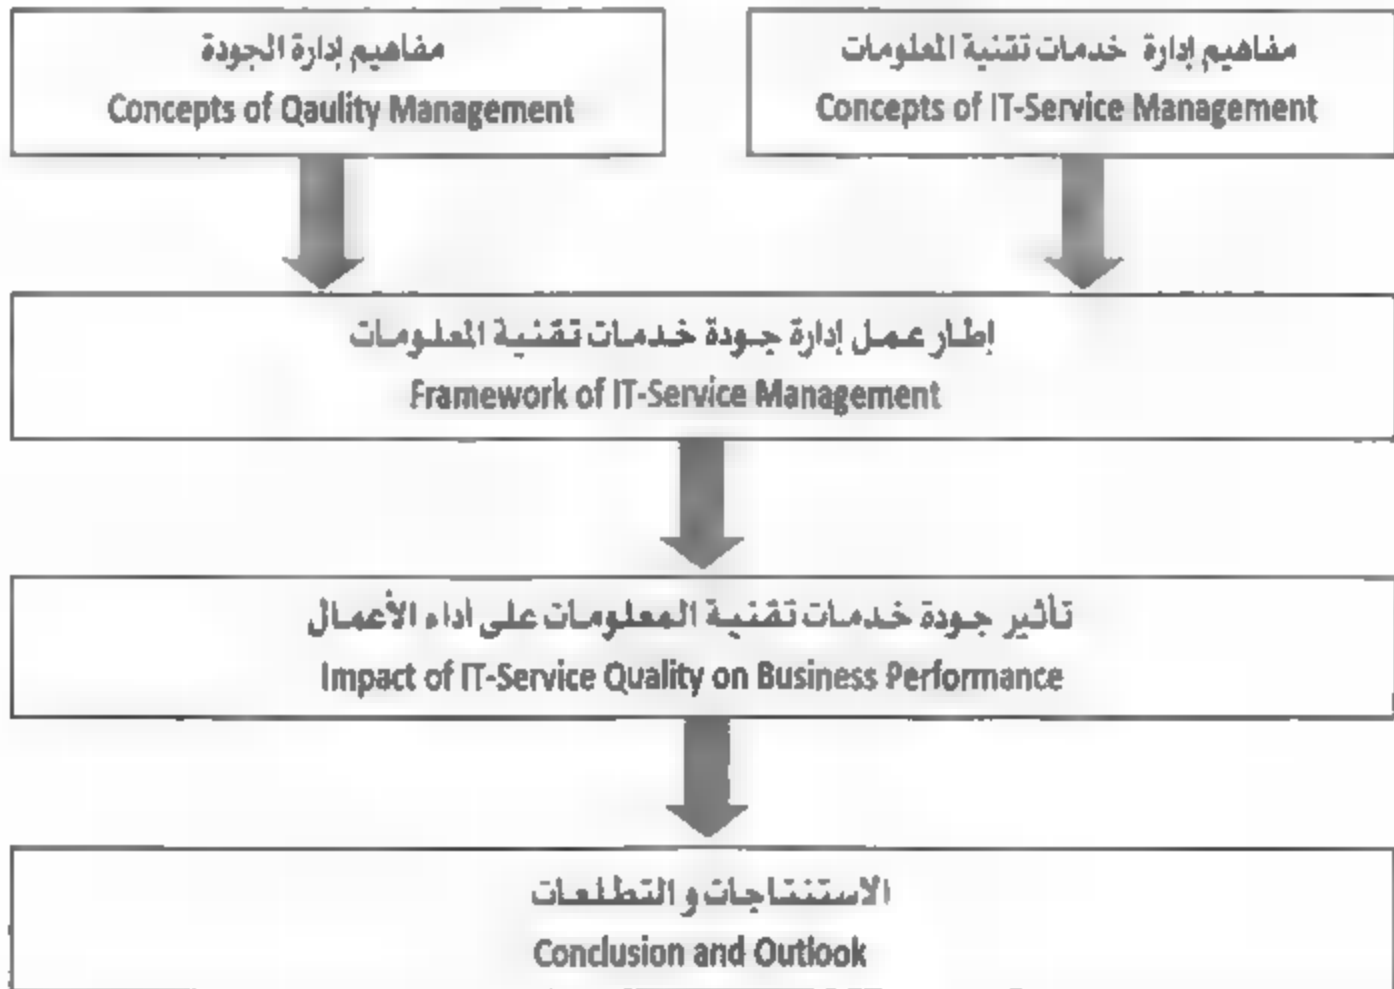 مفاهيم إدارة خدمات تقنية المعلومات
Concepts of IT-Service Management
مفاهيم إدارة الجودة
Concepts of Qaulity Management
إطار عمل إدارة جودة خدمات تقنية المعلومات
Framework of IT-Service Management
تأثير جودة خدمات تقنية المعلومات على أداء الأعمال
Impact of IT-Service Quality on Business Performance
الاستنتاجات و التطلعات
Conclusion and Outlook